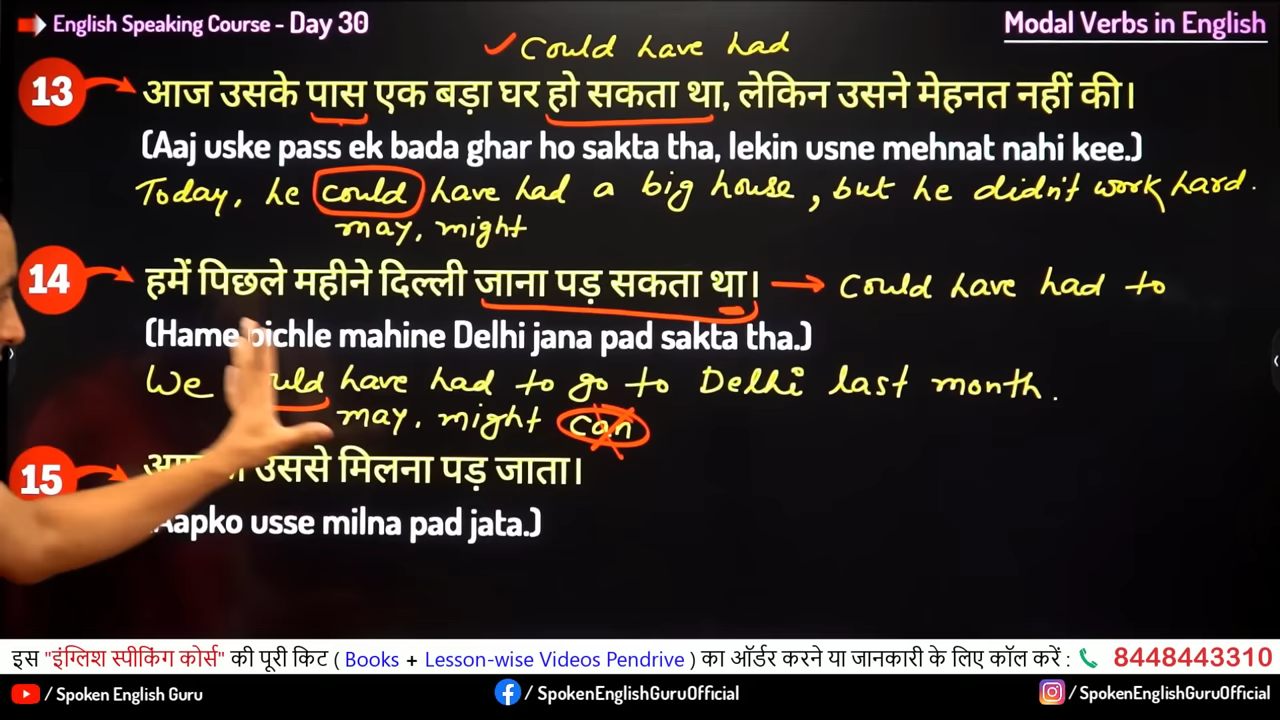 English Speaking Course - Day 30
Modal Verbs in English
✓ Could have had
13 आज उसके पास एक बड़ा घर हो सकता था, लेकिन उसने मेहनत नहीं की।
(Aaj uske pass ek bada ghar ho sakta tha, lekin usne mehnat nahi kee.)
Today, he could have had a big house, but he didn't work hard.
may, might
14 हमें पिछले महीने दिल्ली जाना पड़ सकता था। → Could have had to
(Hame pichle mahine Delhi jana pad sakta tha.)
We could have had to go to Delhi last month.
may, might can
15 उससे मिलना पड़ जाता।
(Aapko usse milna pad jata.)
इस "इंग्लिश स्पीकिंग कोर्स" की पूरी किट ( Books + Lesson-wise Videos Pendrive ) का ऑर्डर करने या जानकारी के लिए कॉल करें : 8448443310
/ Spoken English Guru
/ SpokenEnglishGuruOfficial
/ SpokenEnglishGuruOfficial